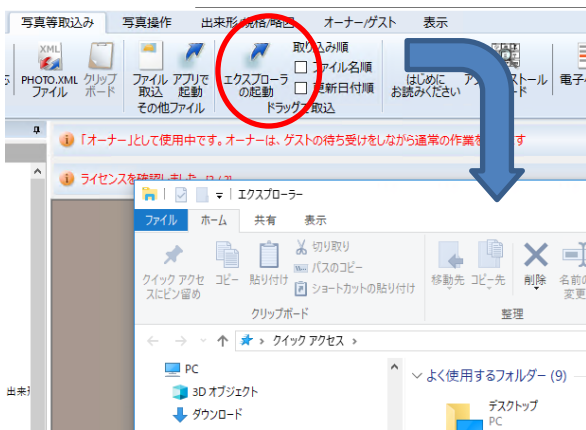 写真等取込み 写真操作 出来形/規格/略図 オーナー/ゲスト 表示
XML
PHOTO.XML
ファイル
クリップ
ボード
ファイル
取込
アプリで
起動
その他ファイル
エクスプローラ
の起動
取り込み順
ファイル名順
更新日付順
ドラッグで取込
はじめに
お読みください
「オーナー」として使用中です。オーナーは、ゲストの待ち受けをしながら通常の作業を
ライセンスを確認しました。
エクスプローラー
ファイル ホーム 共有 表示
クイック アクセ
スにピン留め
コピー
貼り付け
切り取り
パスのコピー
ショートカットの貼り付け
クリップボード
移動先 コピー先 削除 名前の
変更
整理
クイック アクセス
PC
3D オブジェクト
ダウンロード
よく使用するフォルダー (9)
デスクトップ
PC